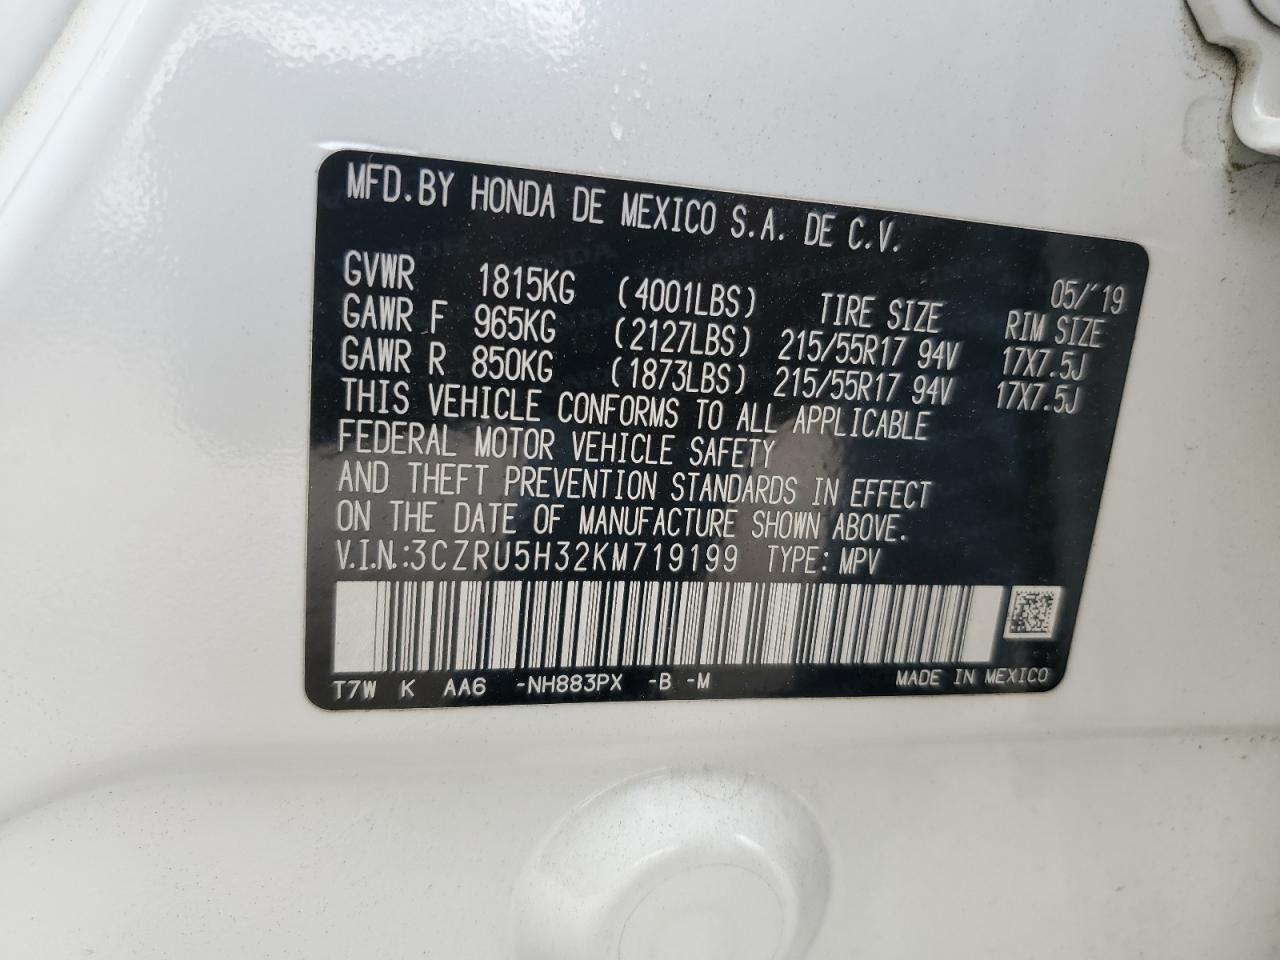 MFD.BY HONDA DE MEXICO S.A. DE C.V.
05/'19
GVWR 1815KG (4001LBS) TIRE SIZE RIM SIZE
GAWR F 965KG (2127LBS) 215/55R17 94V 17X7.5J
GAWR R 850KG (1873LBS) 215/55R17 94V 17X7.5J
THIS VEHICLE CONFORMS TO ALL APPLICABLE
FEDERAL MOTOR VEHICLE SAFETY
AND THEFT PREVENTION STANDARDS IN EFFECT
ON THE DATE OF MANUFACTURE SHOWN ABOVE.
V.I.N.:3CZRU5H32KM719199 TYPE: MPV
T7W K AA6 -NH883PX -B -M MADE IN MEXICO